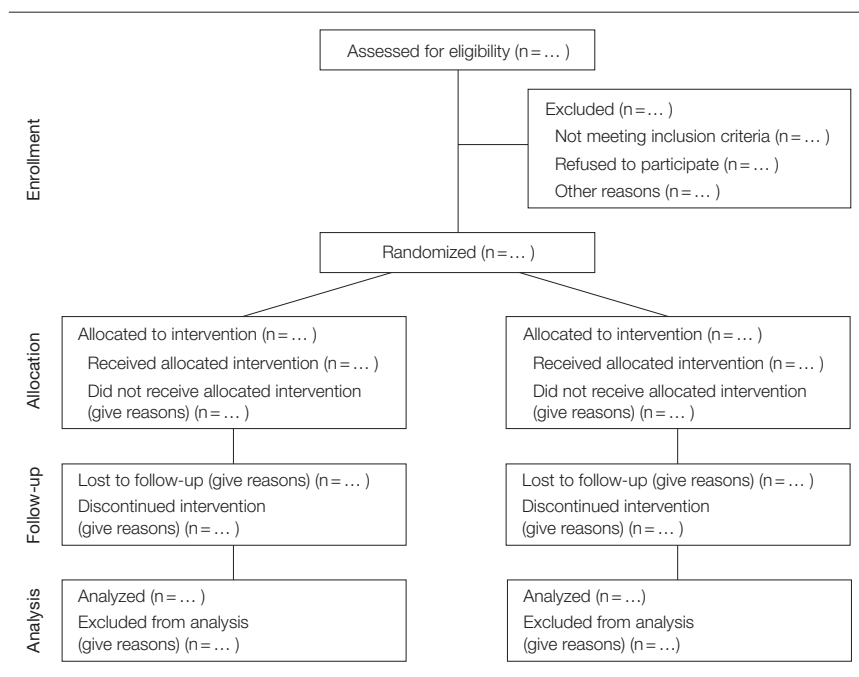 Assessed for eligibility (n = … )
Enrollment
Excluded (n = … )
Not meeting inclusion criteria (n = … )
Refused to participate (n = … )
Other reasons (n = … )
Randomized (n = … )
Allocation
Allocated to intervention (n = … )
Received allocated intervention (n = … )
Did not receive allocated intervention
(give reasons) (n = … )
Allocated to intervention (n = … )
Received allocated intervention (n = … )
Did not receive allocated intervention
(give reasons) (n = … )
Follow-up
Lost to follow-up (give reasons) (n = … )
Discontinued intervention
(give reasons) (n = … )
Lost to follow-up (give reasons) (n = … )
Discontinued intervention
(give reasons) (n = … )
Analysis
Analyzed (n = … )
Excluded from analysis
(give reasons) (n = … )
Analyzed (n = …)
Excluded from analysis
(give reasons) (n = …)